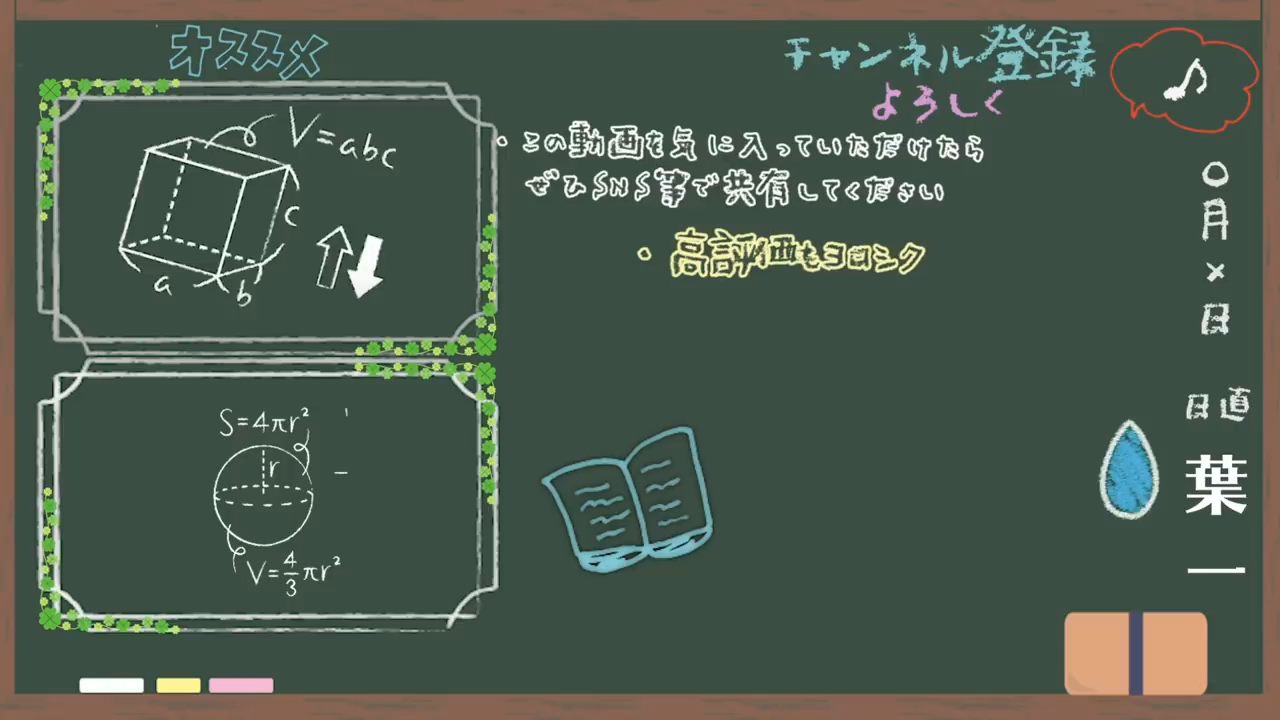 オススメ
V=abc
c
a
b
S=4πr²
r
V=4/3πr²
チャンネル登録
よろしく
♪
・この動画を気に入っていただけたら
ぜひSNS等で共有してください
・高評価もヨロシク
〇月×日
日直
葉一